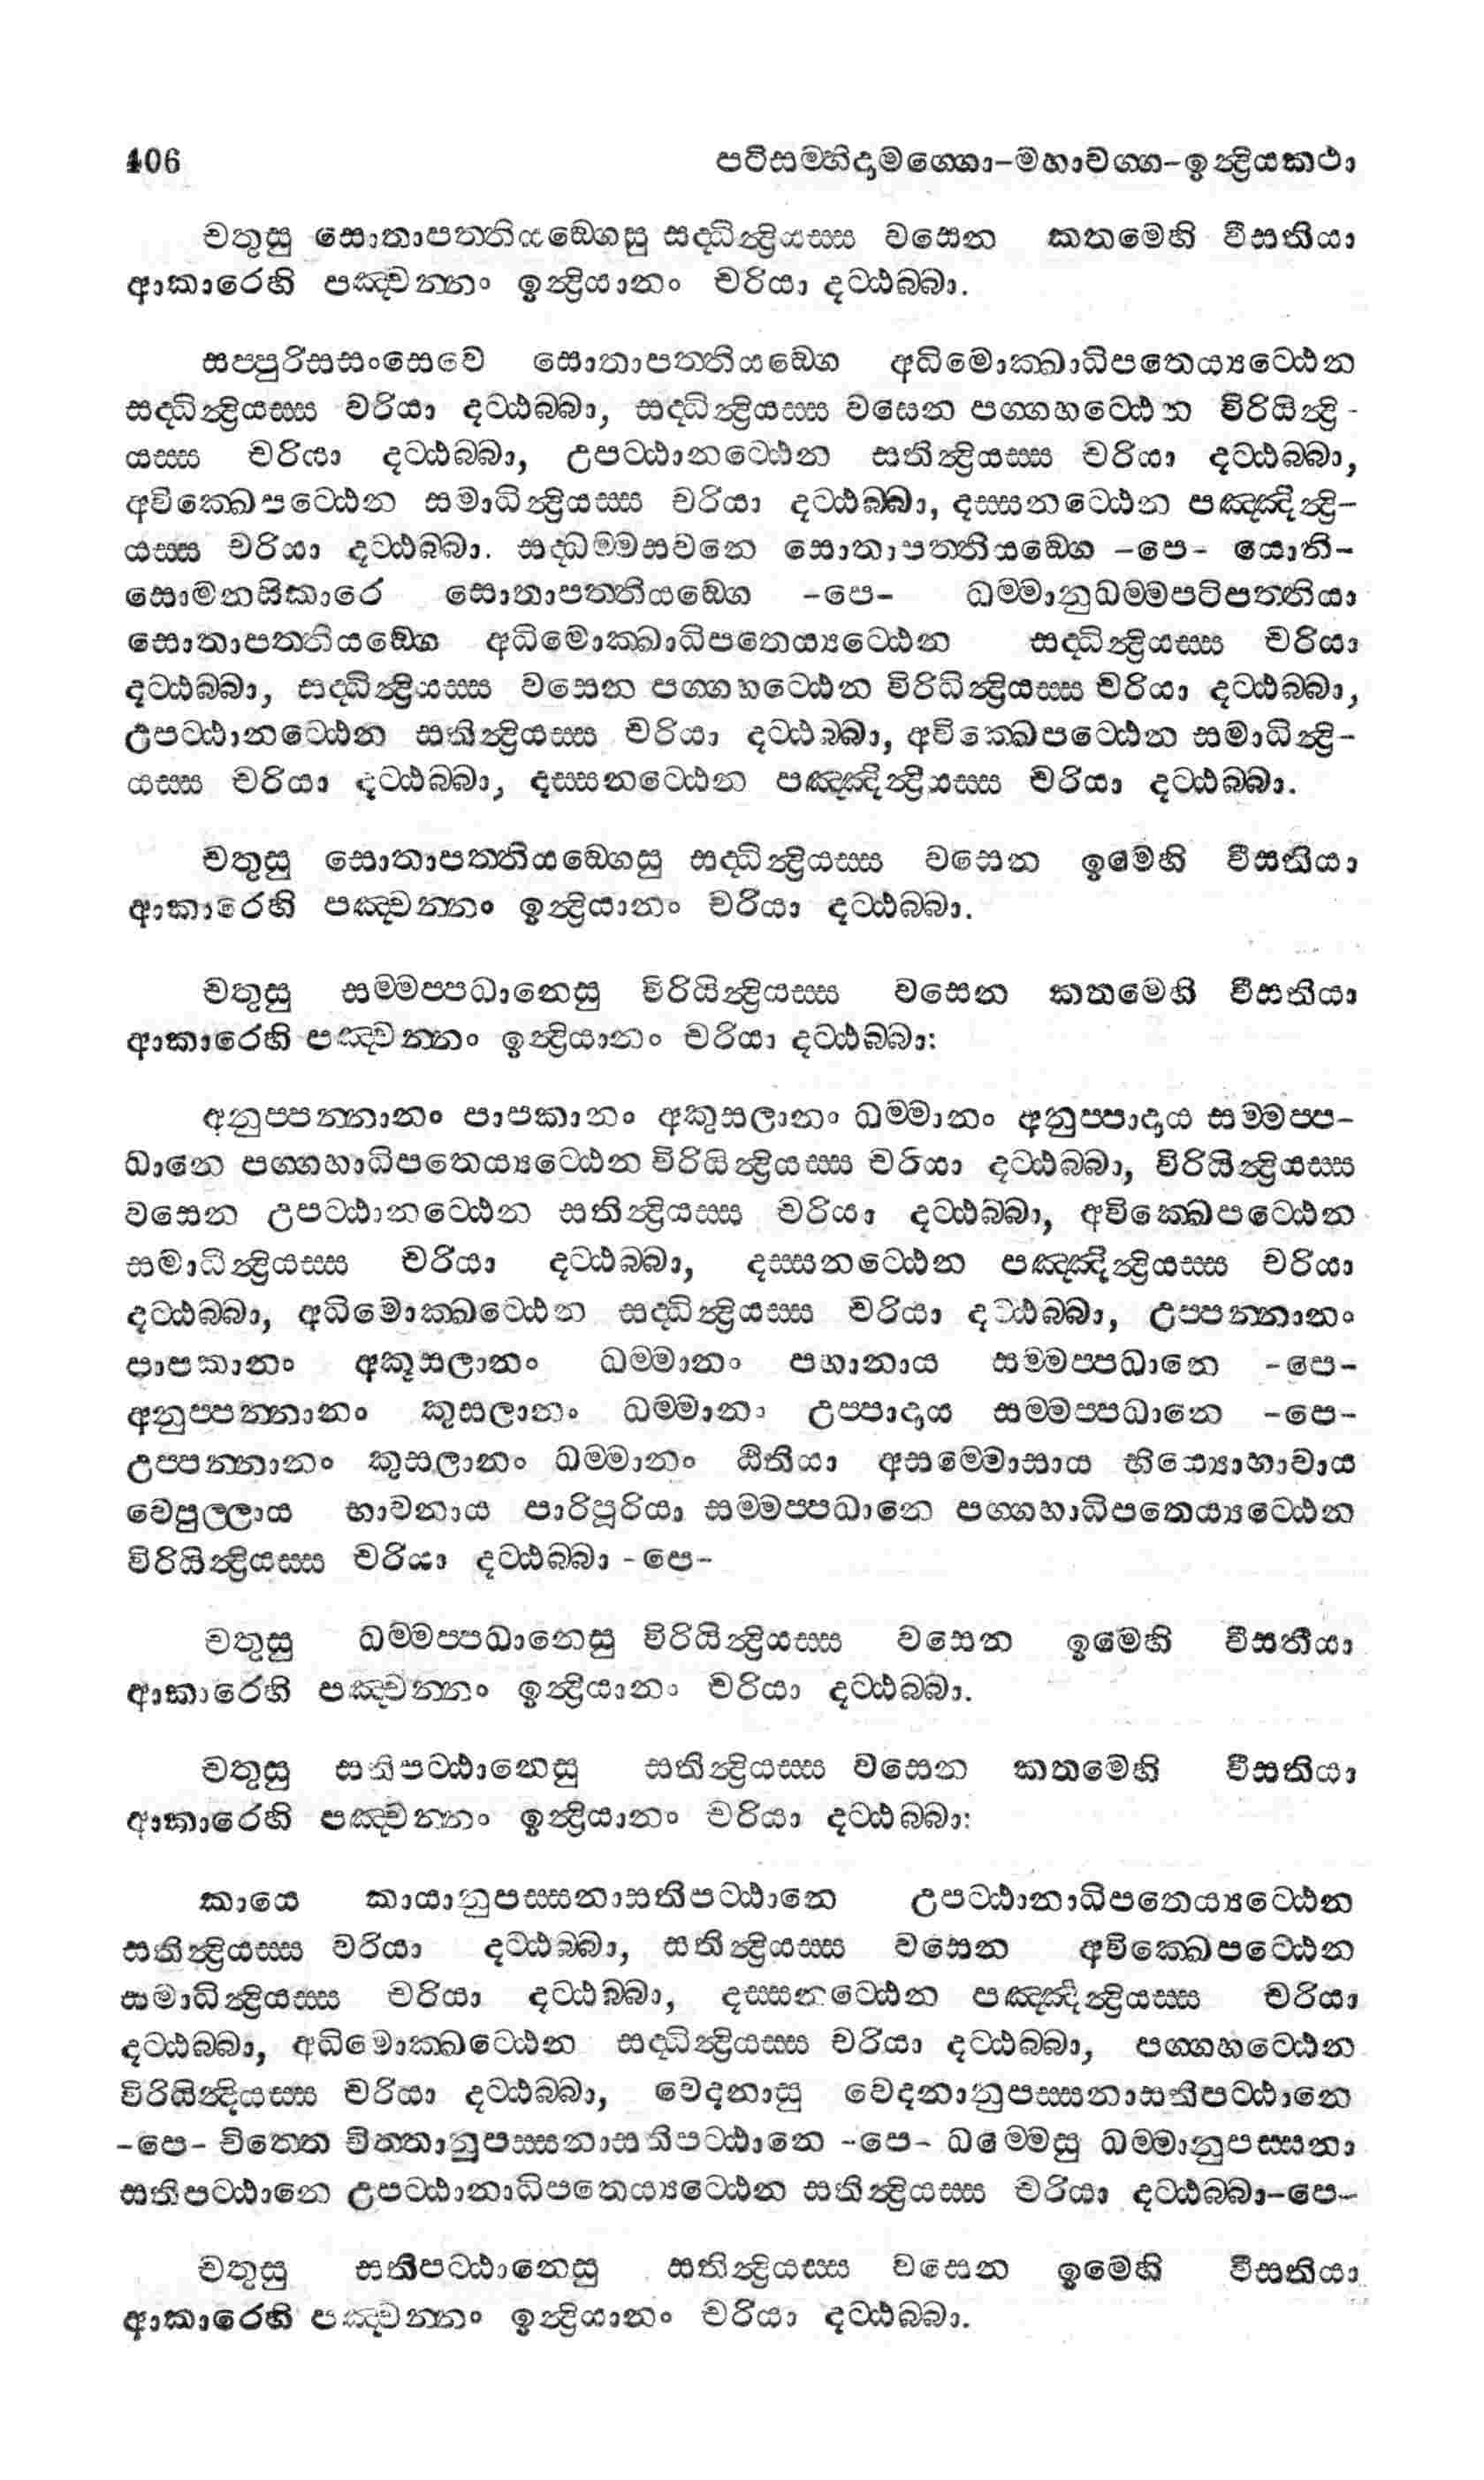 406 පටිසම්භිදාමග්ගො-මහාවග්ග-ඉන්ද්‍රියකථා
චතූසු සොතාපත්තියඞ්ගෙසු සද්ධින්ද්‍රියස්ස වසෙන කතමෙහි වීසතියා
ආකාරෙහි පඤ්චන්නං ඉන්ද්‍රියානං චරියා දට්ඨබ්බා.
සප්පුරිසසංසෙවෙ සොතාපත්තියඞ්ගෙ අධිමොක්ඛාධිපතෙය්‍යට්ඨෙන
සද්ධින්ද්‍රියස්ස චරියා දට්ඨබ්බා, සද්ධින්ද්‍රියස්ස වසෙන පග්ගහට්ඨෙන විරියින්ද්‍රි-
යස්ස චරියා දට්ඨබ්බා, උපට්ඨානට්ඨෙන සතින්ද්‍රියස්ස චරියා දට්ඨබ්බා,
අවික්ඛෙපට්ඨෙන සමාධින්ද්‍රියස්ස චරියා දට්ඨබ්බා, දස්සනට්ඨෙන පඤ්ඤින්ද්‍රි-
යස්ස චරියා දට්ඨබ්බා. සද්ධම්මසවනෙ සොතාපත්තියඞ්ගෙ -පෙ- යොනි-
සොමනසිකාරෙ සොතාපත්තියඞ්ගෙ -පෙ- ධම්මානුධම්මපටිපත්තියා
සොතාපත්තියඞ්ගෙ අධිමොක්ඛාධිපතෙය්‍යට්ඨෙන සද්ධින්ද්‍රියස්ස චරියා
දට්ඨබ්බා, සද්ධින්ද්‍රියස්ස වසෙන පග්ගහට්ඨෙන විරිධින්ද්‍රියස්ස චරියා දට්ඨබ්බා,
උපට්ඨානට්ඨෙන සතින්ද්‍රියස්ස චරියා දට්ඨබ්බා, අවික්ඛෙපට්ඨෙන සමාධින්ද්‍රි-
යස්ස චරියා දට්ඨබ්බා, දස්සනට්ඨෙන පඤ්ඤින්ද්‍රියස්ස චරියා දට්ඨබ්බා.
චතුසු සොතාපත්තියඞ්ගෙසු සද්ධින්ද්‍රියස්ස වසෙන ඉමෙහි වීසතියා
ආකාරෙහි පඤ්චන්නං ඉන්ද්‍රියානං චරියා දට්ඨබ්බා.
චතුසු සම්මප්පධානෙසු විරියින්ද්‍රියස්ස වසෙන කතමෙහි වීසතියා
ආකාරෙහි පඤ්චන්නං ඉන්ද්‍රියානං චරියා දට්ඨබ්බා:
අනුප්පන්නානං පාපකානං අකුසලානං ධම්මානං අනුප්පාදාය සම්මප්ප-
ධානෙ පග්ගහාධිපතෙය්‍යට්ඨෙන විරියින්ද්‍රියස්ස චරියා දට්ඨබ්බා, විරියින්ද්‍රියස්ස
වසෙන උපට්ඨානට්ඨෙන සතින්ද්‍රියස්ස චරියා දට්ඨබ්බා, අවික්ඛෙපට්ඨෙන
සමාධින්ද්‍රියස්ස චරියා දට්ඨබ්බා, දස්සනට්ඨෙන පඤ්ඤින්ද්‍රියස්ස චරියා
දට්ඨබ්බා, අධිමොක්ඛට්ඨෙන සද්ධින්ද්‍රියස්ස චරියා දට්ඨබ්බා, උප්පන්නානං
පාපකානං අකුසලානං ධම්මානං පහානාය සම්මප්පධානෙ -පෙ-
අනුප්පන්නානං කුසලානං ධම්මානං උප්පාදාය සම්මප්පධානෙ -පෙ-
උප්පන්නානං කුසලානං ධම්මානං ඨිතියා අසම්මොසාය භිය්‍යොභාවාය
වෙපුල්ලාය භාවනාය පාරිපූරියා සම්මප්පධානෙ පග්ගහාධිපතෙය්‍යට්ඨෙන
විරියින්ද්‍රියස්ස චරියා දට්ඨබ්බා -පෙ-
චතුසු ධම්මප්පධානෙසු විරියින්ද්‍රියස්ස වසෙන ඉමෙහි වීසතියා
ආකාරෙහි පඤ්චන්නං ඉන්ද්‍රියානං චරියා දට්ඨබ්බා.
චතුසු සතිපට්ඨානෙසු සතින්ද්‍රියස්ස වසෙන කතමෙහි වීසතියා
ආකාරෙහි පඤ්චන්නං ඉන්ද්‍රියානං චරියා දට්ඨබ්බා:
කායෙ කායානුපස්සනාසතිපට්ඨානෙ උපට්ඨානාධිපතෙය්‍යට්ඨෙන
සතින්ද්‍රියස්ස චරියා දට්ඨබ්බා, සතින්ද්‍රියස්ස වසෙන අවික්ඛෙපට්ඨෙන
සමාධින්ද්‍රියස්ස චරියා දට්ඨබ්බා, දස්සනට්ඨෙන පඤ්ඤින්ද්‍රියස්ස චරියා
දට්ඨබ්බා, අධිමොක්ඛට්ඨෙන සද්ධින්ද්‍රියස්ස චරියා දට්ඨබ්බා, පග්ගහට්ඨෙන
විරියින්ද්‍රියස්ස චරියා දට්ඨබ්බා, වෙදනාසු වෙදනානුපස්සනාසතිපට්ඨානෙ
-පෙ- චිත්තෙ චිත්තානුපස්සනාසතිපට්ඨානෙ -පෙ- ධම්මෙසු ධම්මානුපස්සනා
සතිපට්ඨානෙ උපට්ඨානාධිපතෙය්‍යට්ඨෙන සතින්ද්‍රියස්ස චරියා දට්ඨබ්බා-පෙ-
චතුසු සතිපට්ඨානෙසු සතින්ද්‍රියස්ස වසෙන ඉමෙහි වීසතියා
ආකාරෙහි පඤ්චන්නං ඉන්ද්‍රියානං චරියා දට්ඨබ්බා.